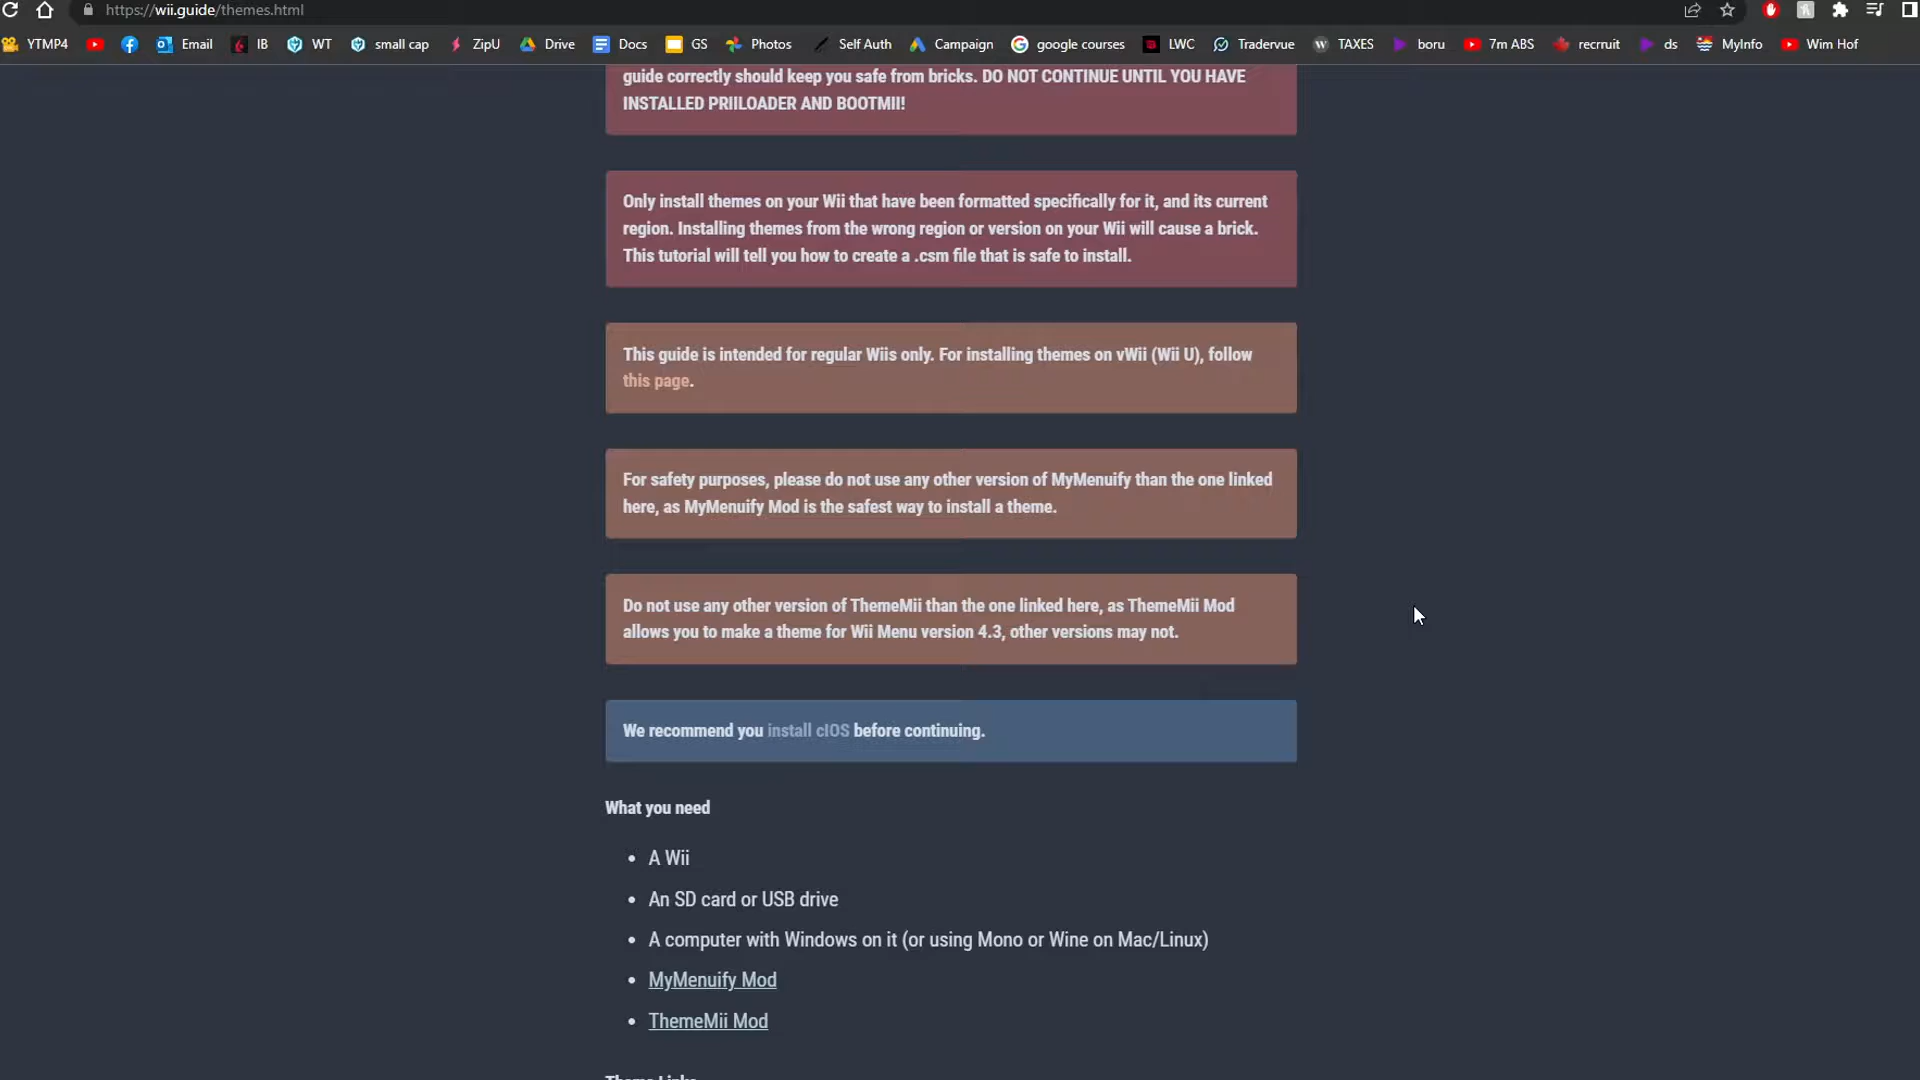 https://wii.guide/themes.html
YTMP4 Email IB WT small cap ZipU Drive Docs GS Photos Self Auth Campaign google courses LWC Tradervue TAXES boru 7m ABS recrruit ds MyInfo Wim Hof
guide correctly should keep you safe from bricks. DO NOT CONTINUE UNTIL YOU HAVE
INSTALLED PRIILOADER AND BOOTMII!
Only install themes on your Wii that have been formatted specifically for it, and its current
region. Installing themes from the wrong region or version on your Wii will cause a brick.
This tutorial will tell you how to create a .csm file that is safe to install.
This guide is intended for regular Wiis only. For installing themes on vWii (Wii U), follow
this page.
For safety purposes, please do not use any other version of MyMenuify than the one linked
here, as MyMenuify Mod is the safest way to install a theme.
Do not use any other version of ThemeMii than the one linked here, as ThemeMii Mod
allows you to make a theme for Wii Menu version 4.3, other versions may not.
We recommend you install cIOS before continuing.
What you need
• A Wii
• An SD card or USB drive
• A computer with Windows on it (or using Mono or Wine on Mac/Linux)
• MyMenuify Mod
• ThemeMii Mod